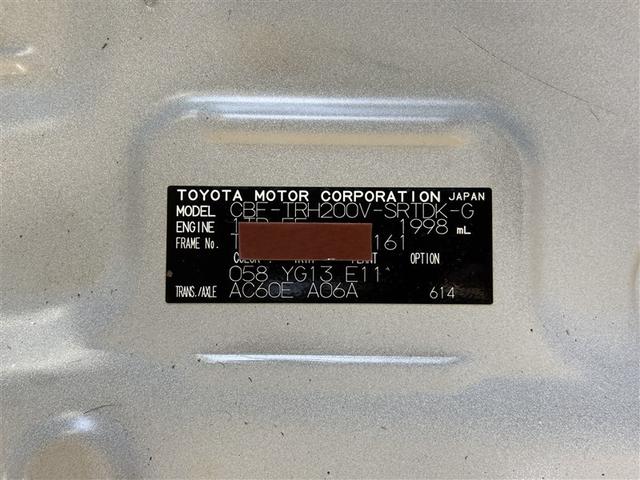 TOYOTA MOTOR CORPORATION JAPAN
MODEL CBF-TRH200V-SRTDK-G
ENGINE 1998 mL
FRAME No. T 161
OPTION
058 YG13 E11
TRANS./AXLE AC60E A06A 614